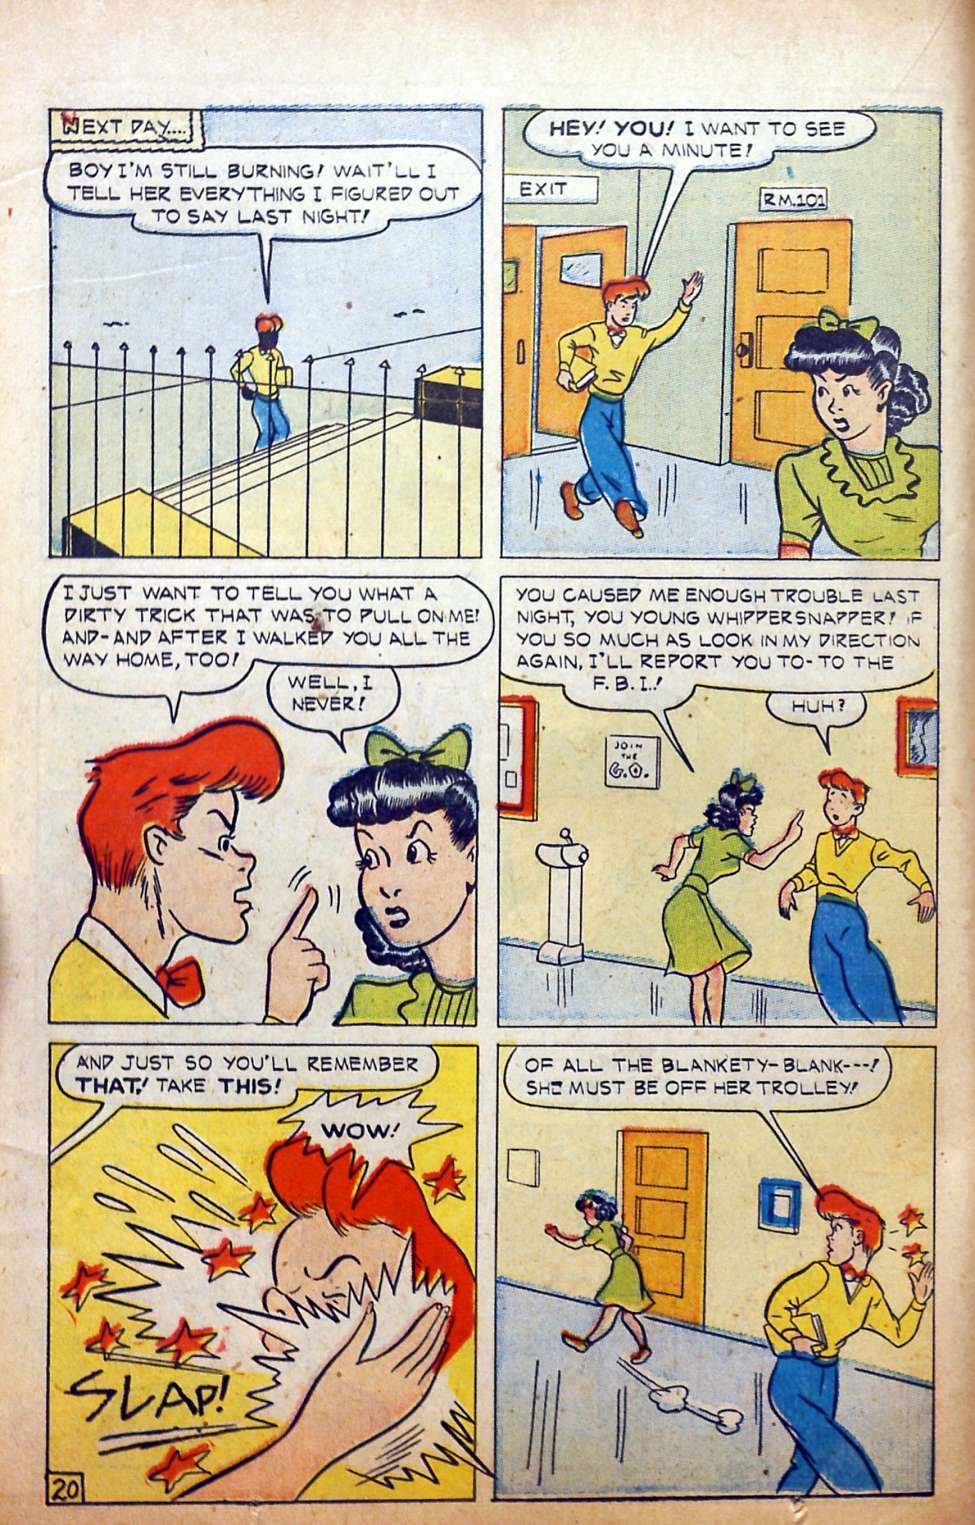 NEXT DAY....
BOY I'M STILL BURNING! WAIT'LL I
TELL HER EVERYTHING I FIGURED OUT
TO SAY LAST NIGHT!
HEY! YOU! I WANT TO SEE
YOU A MINUTE!
EXIT
RM.101
I JUST WANT TO TELL YOU WHAT A
DIRTY TRICK THAT WAS TO PULL ON ME!
AND-AND AFTER I WALKED YOU ALL THE
WAY HOME, TOO!
WELL, I
NEVER!
YOU CAUSED ME ENOUGH TROUBLE LAST
NIGHT, YOU YOUNG WHIPPERSNAPPER! IF
YOU SO MUCH AS LOOK IN MY DIRECTION
AGAIN, I'LL REPORT YOU TO-TO THE
F.B.I.!
HUH?
JOIN
THE
G.O.
AND JUST SO YOU'LL REMEMBER
THAT, TAKE THIS!
WOW!
SLAP!
OF ALL THE BLANKETY-BLANK---!
SHE MUST BE OFF HER TROLLEY!
20